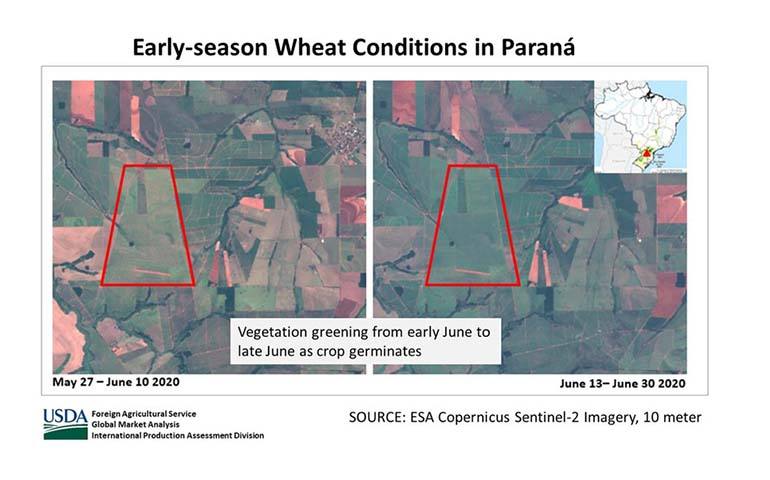 Early-season Wheat Conditions in Paraná
Vegetation greening from early June to
late June as crop germinates
May 27 – June 10 2020
June 13– June 30 2020
USDA
Foreign Agricultural Service
Global Market Analysis
International Production Assessment Division
SOURCE: ESA Copernicus Sentinel-2 Imagery, 10 meter